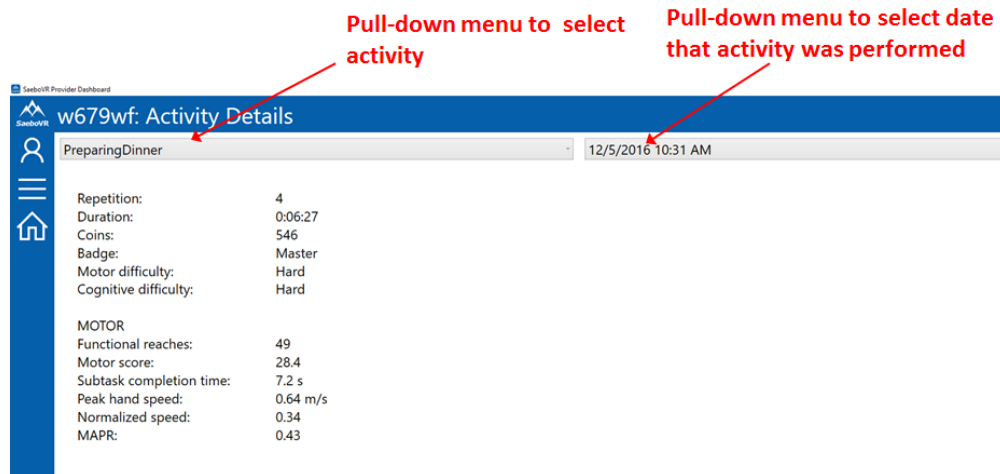 Pull-down menu to select
activity
Pull-down menu to select date
that activity was performed
SaeboVR Provider Dashboard
SaeboVR
w679wf: Activity Details
PreparingDinner
12/5/2016 10:31 AM
Repetition: 4
Duration: 0:06:27
Coins: 546
Badge: Master
Motor difficulty: Hard
Cognitive difficulty: Hard
MOTOR
Functional reaches: 49
Motor score: 28.4
Subtask completion time: 7.2 s
Peak hand speed: 0.64 m/s
Normalized speed: 0.34
MAPR: 0.43